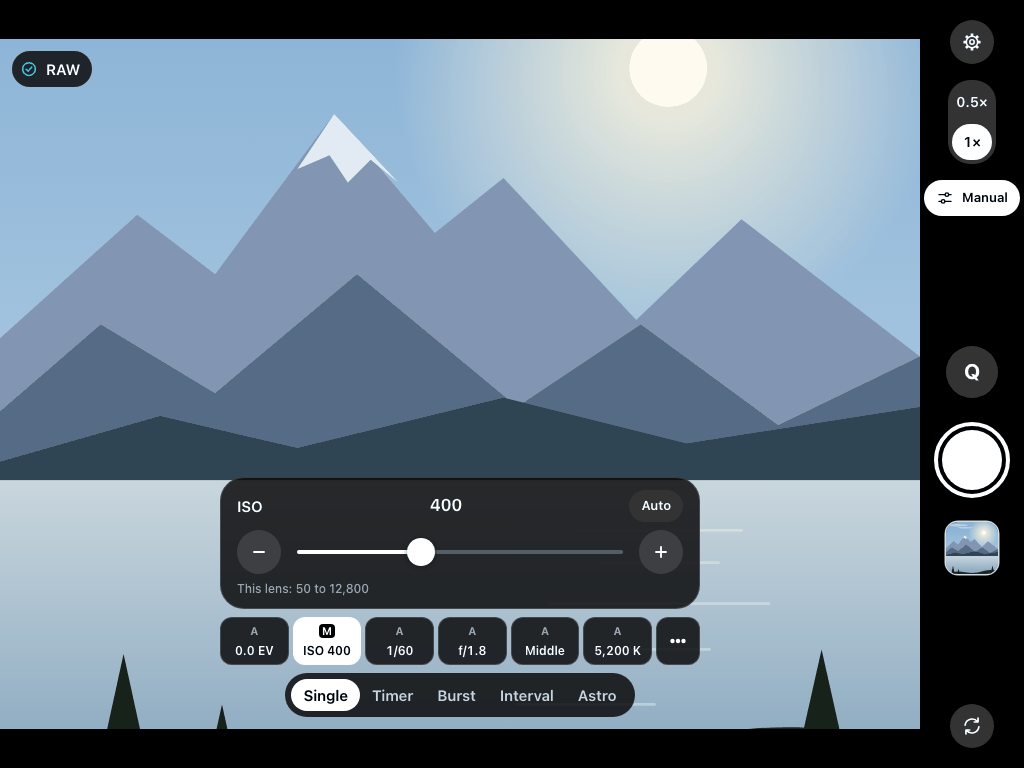 RAW
0.5×
1×
Manual
Q
ISO
400
Auto
This lens: 50 to 12,800
A
0.0 EV
M
ISO 400
A
1/60
A
f/1.8
A
Middle
A
5,200 K
Single
Timer
Burst
Interval
Astro